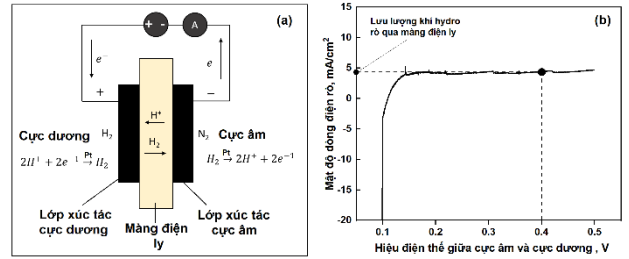 (a)
+ -
A
e⁻
e
+
−
H⁺
H₂
N₂
H₂
Cực dương
Cực âm
2H⁺ + 2e⁻¹ Pt→ H₂
H₂ Pt→ 2H⁺ + 2e⁻¹
Lớp xúc tác
cực dương
Màng điện
ly
Lớp xúc tác
cực âm
(b)
Mật độ dòng điện rò, mA/cm²
15
10
5
0
-5
-10
-15
-20
Lưu lượng khí hydro
rò qua màng điện ly
0.1
0.2
0.3
0.4
0.5
Hiệu điện thế giữa cực âm và cực dương , V